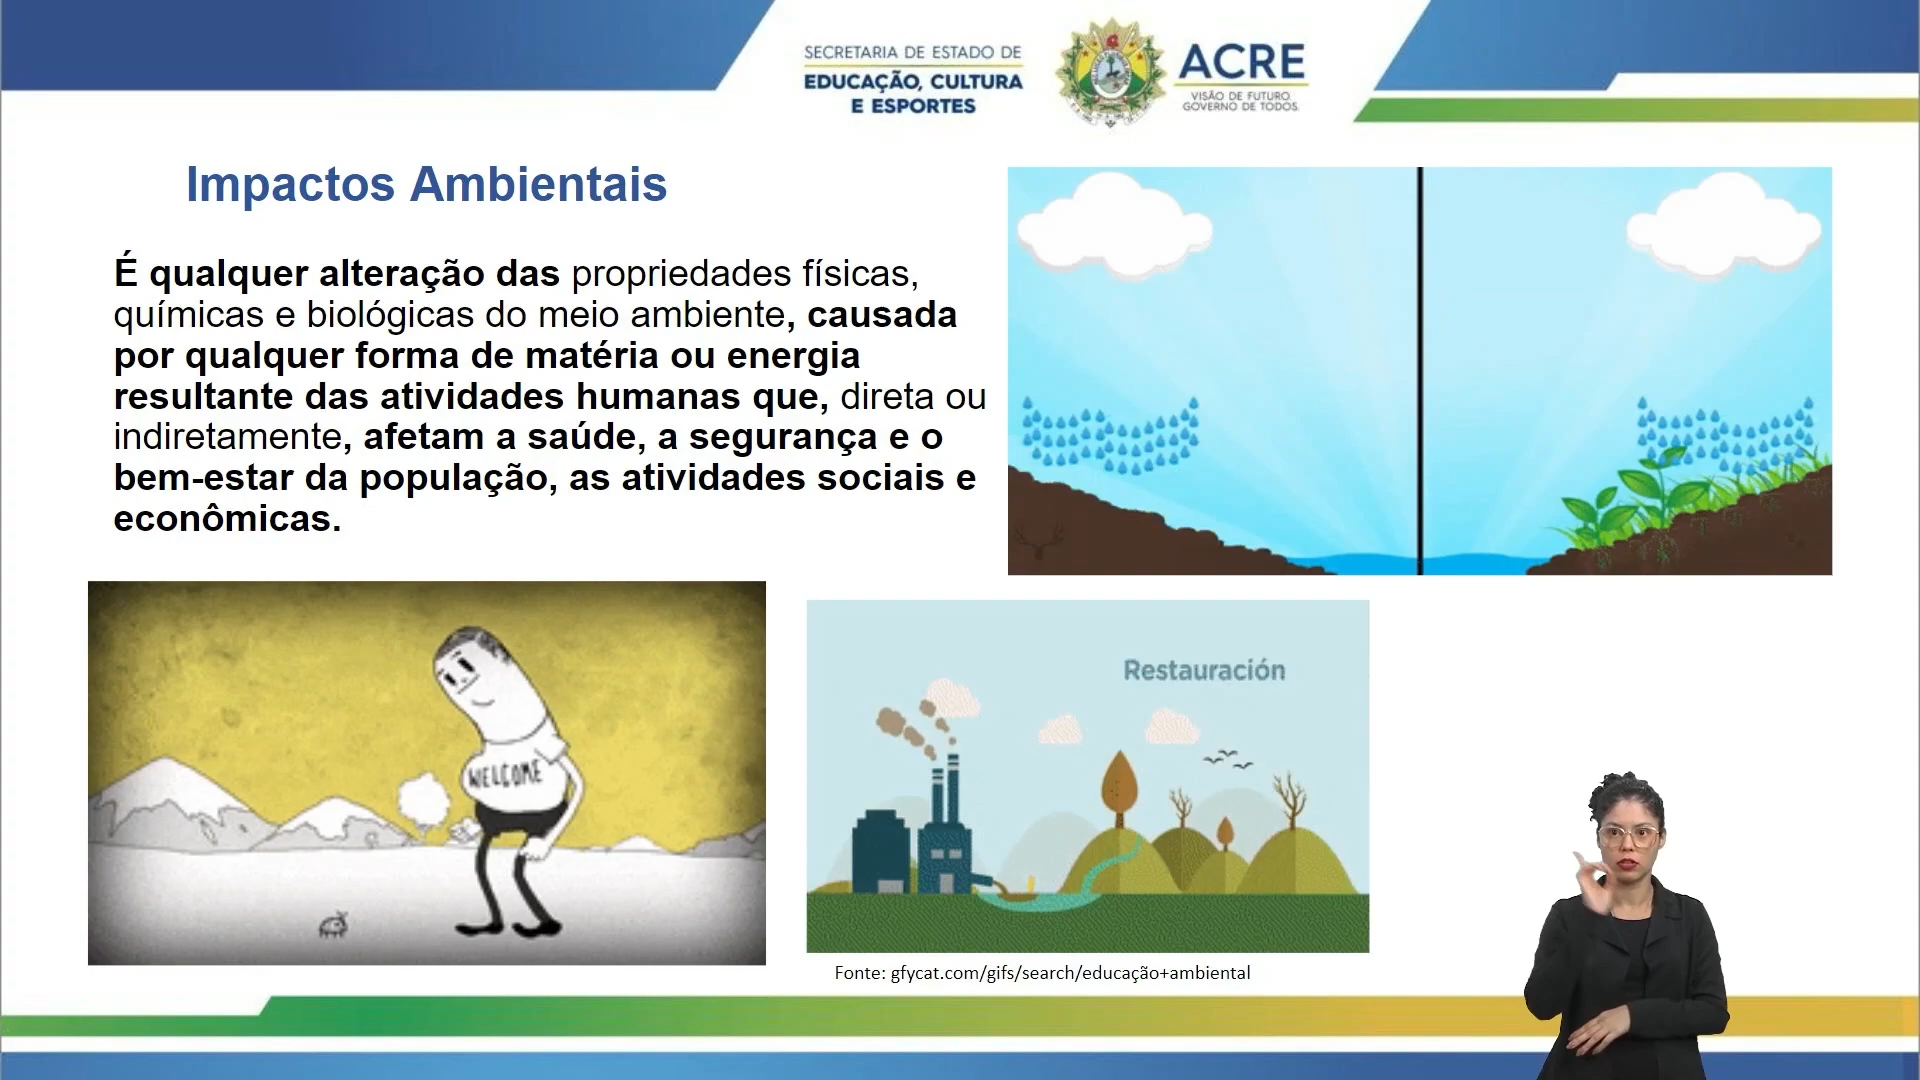 SECRETARIA DE ESTADO DE
EDUCAÇÃO, CULTURA
E ESPORTES
ACRE
VISÃO DE FUTURO.
GOVERNO DE TODOS.
Impactos Ambientais
É qualquer alteração das propriedades físicas,
químicas e biológicas do meio ambiente, causada
por qualquer forma de matéria ou energia
resultante das atividades humanas que, direta ou
indiretamente, afetam a saúde, a segurança e o
bem-estar da população, as atividades sociais e
econômicas.
WELCOME
Restauración
Fonte: gfycat.com/gifs/search/educação+ambiental